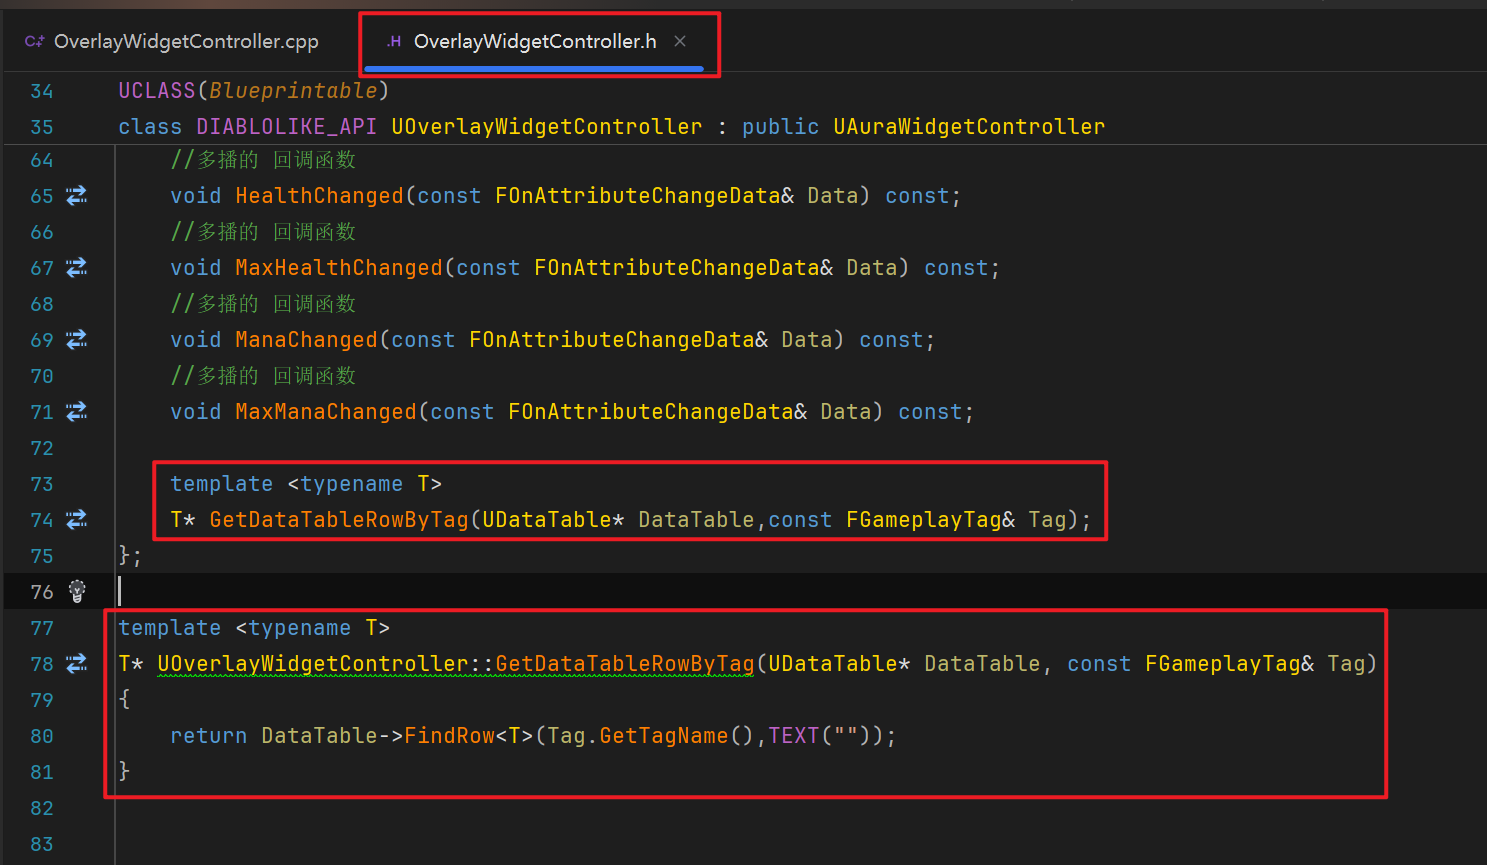 C++ OverlayWidgetController.cpp
.H OverlayWidgetController.h ×
34 UCLASS(Blueprintable)
35 class DIABLOLIKE_API UOverlayWidgetController : public UAuraWidgetController
64 //多播的 回调函数
65 void HealthChanged(const FOnAttributeChangeData& Data) const;
66 //多播的 回调函数
67 void MaxHealthChanged(const FOnAttributeChangeData& Data) const;
68 //多播的 回调函数
69 void ManaChanged(const FOnAttributeChangeData& Data) const;
70 //多播的 回调函数
71 void MaxManaChanged(const FOnAttributeChangeData& Data) const;
72
73 template <typename T>
74 T* GetDataTableRowByTag(UDataTable* DataTable,const FGameplayTag& Tag);
75 };
76
77 template <typename T>
78 T* UOverlayWidgetController::GetDataTableRowByTag(UDataTable* DataTable, const FGameplayTag& Tag)
79 {
80 return DataTable->FindRow<T>(Tag.GetTagName(),TEXT(""));
81 }
82
83